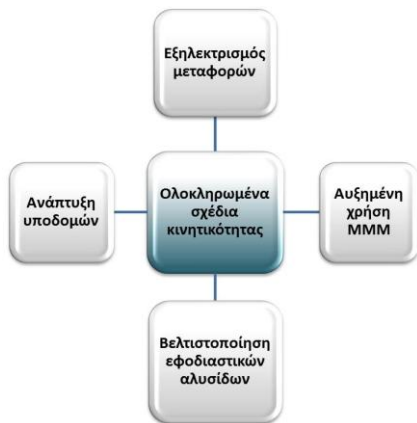 Εξηλεκτρισμός
μεταφορών
Ανάπτυξη
υποδομών
Ολοκληρωμένα
σχέδια
κινητικότητας
Αυξημένη
χρήση
ΜΜΜ
Βελτιστοποίηση
εφοδιαστικών
αλυσίδων